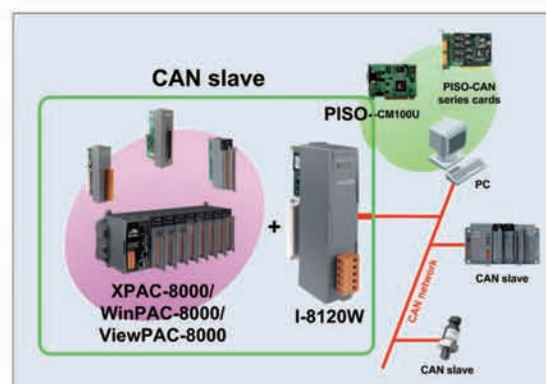 CAN slave
PISO-CAN
series cards
PISO--CM100U
PC
+
XPAC-8000/
WinPAC-8000/
ViewPAC-8000
I-8120W
CAN network
CAN slave
CAN slave